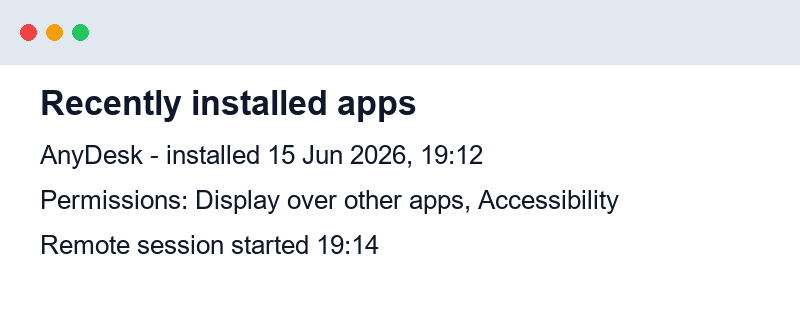 Recently installed apps
AnyDesk - installed 15 Jun 2026, 19:12
Permissions: Display over other apps, Accessibility
Remote session started 19:14